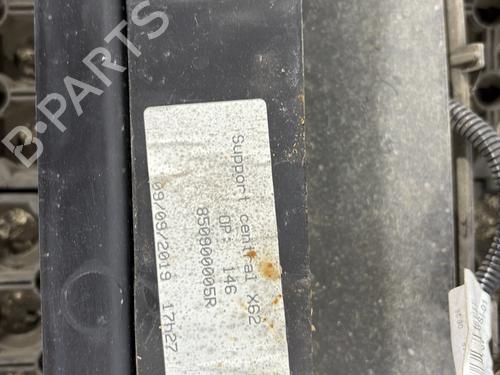 Support central X62
OP: 146
850900005R
09/09/2019 17h27
B-PARTS